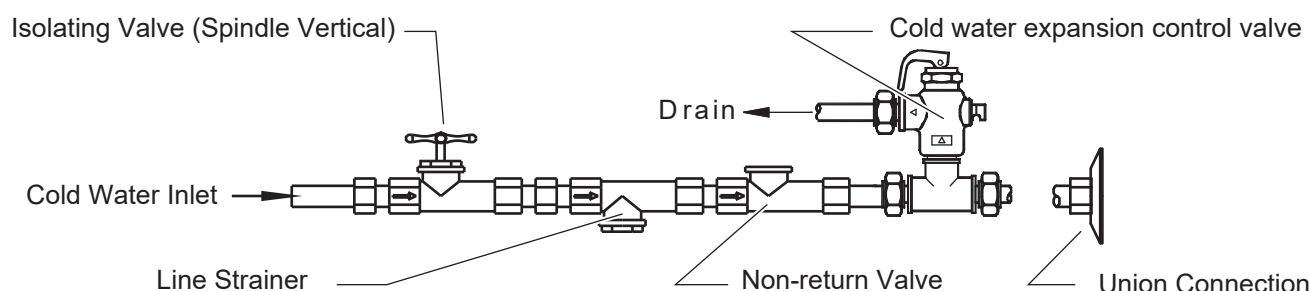 Isolating Valve (Spindle Vertical)
Cold water expansion control valve
Drain
Cold Water Inlet
Line Strainer
Non-return Valve
Union Connection